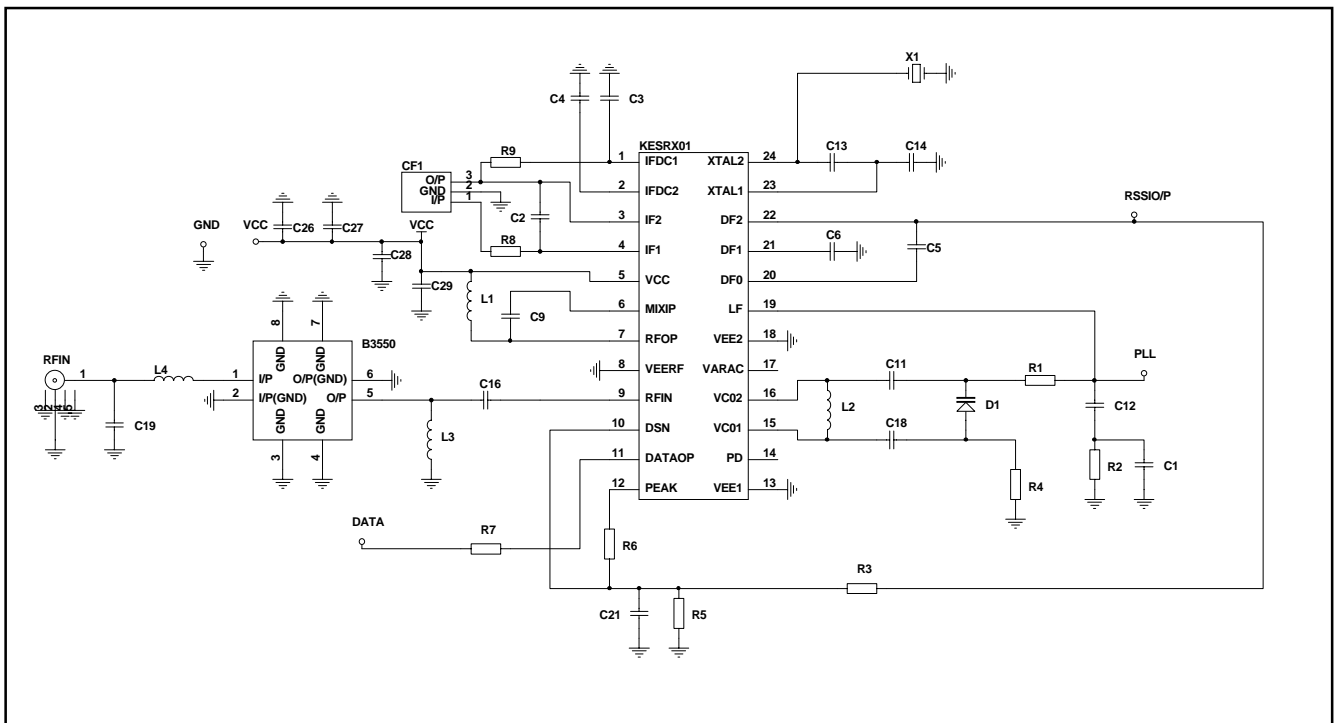 X1
C4
C3
KESRX01
R9
1
IFDC1
XTAL2
24
C13
C14
CF1
O/P
3
GND
2
I/P
1
2
IFDC2
XTAL1
23
RSSIO/P
C2
3
IF2
DF2
22
GND
VCC
C26
C27
VCC
R8
4
IF1
DF1
21
C6
C5
C28
5
VCC
DF0
20
C29
L1
C9
6
MIXIP
LF
19
8
7
B3550
7
RFOP
VEE2
18
PLL
RFIN
1
L4
1
I/P
GND
GND
O/P(GND)
6
8
VEERF
VARAC
17
C11
R1
2
I/P(GND)
O/P
5
C16
9
RFIN
VC02
16
L2
D1
C12
3
2
4
5
C19
GND
GND
L3
10
DSN
VC01
15
C18
3
4
11
DATAOP
PD
14
R4
R2
C1
12
PEAK
VEE1
13
DATA
R7
R6
R3
C21
R5